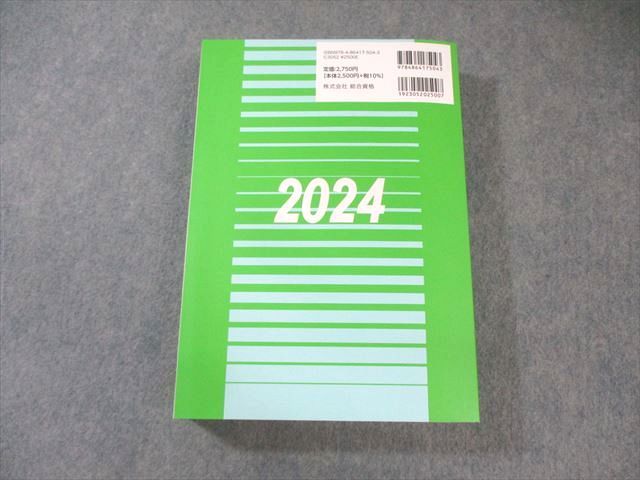 ISBN978-4-86417-504-3
C3052 ¥2500E
定価:2,750円
[本体2,500円+税10%]
株式会社 総合資格
9784864175043
1923052025007
2024